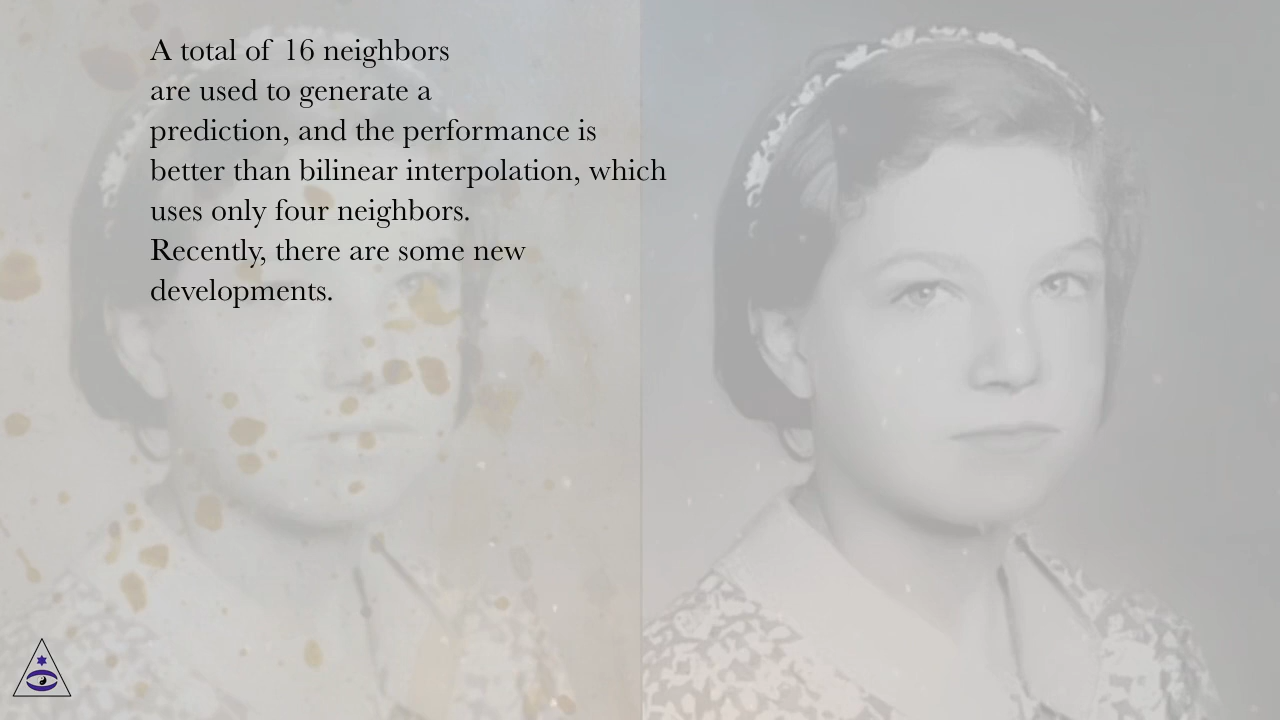 A total of 16 neighbors
are used to generate a
prediction, and the performance is
better than bilinear interpolation, which
uses only four neighbors.
Recently, there are some new
developments.